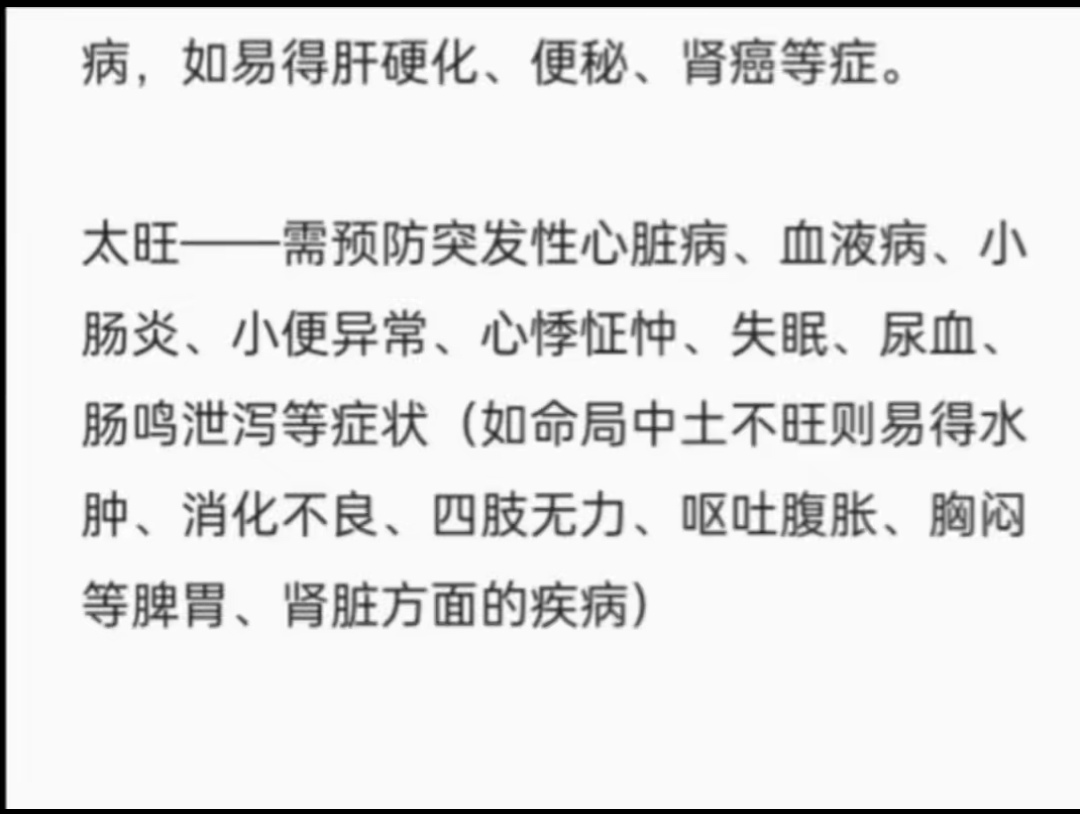 病，如易得肝硬化、便秘、肾癌等症。
太旺——需预防突发性心脏病、血液病、小
肠炎、小便异常、心悸怔忡、失眠、尿血、
肠鸣泄泻等症状（如命局中土不旺则易得水
肿、消化不良、四肢无力、呕吐腹胀、胸闷
等脾胃、肾脏方面的疾病）